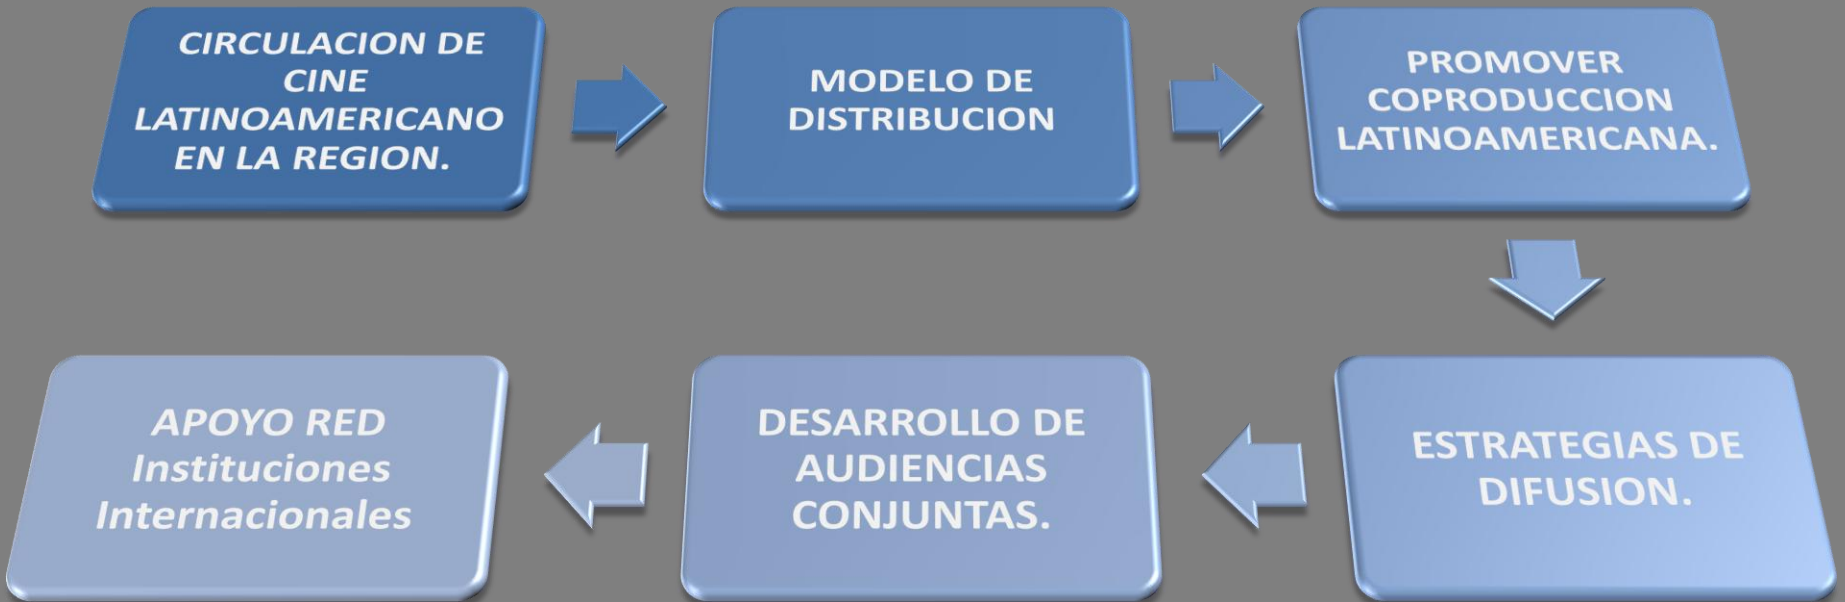 CIRCULACION DE
CINE
LATINOAMERICANO
EN LA REGION.
MODELO DE
DISTRIBUCION
PROMOVER
COPRODUCCION
LATINOAMERICANA.
ESTRATEGIAS DE
DIFUSION.
DESARROLLO DE
AUDIENCIAS
CONJUNTAS.
APOYO RED
Instituciones
Internacionales